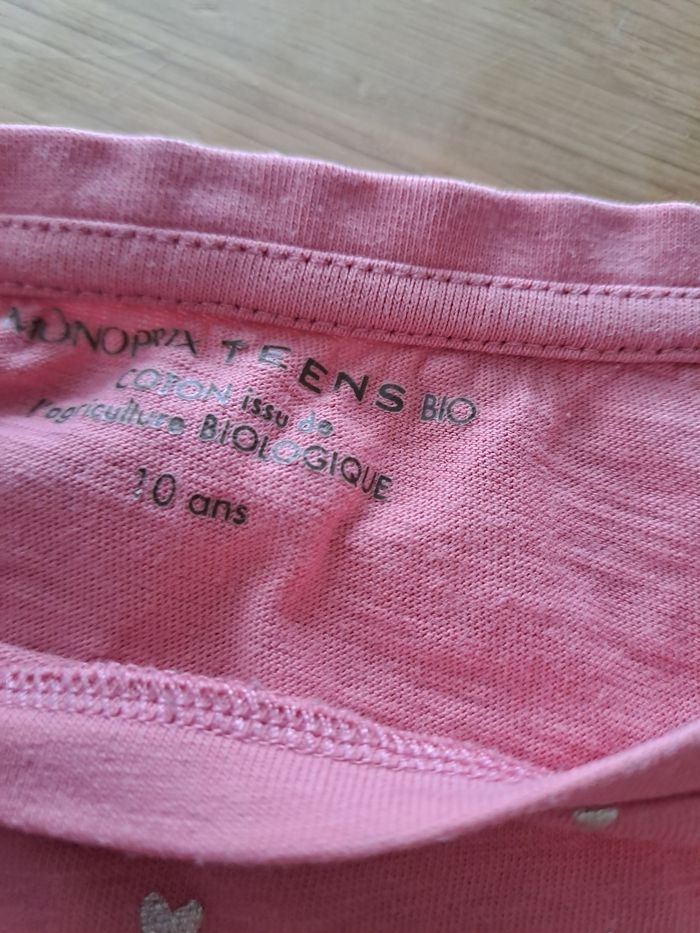 MONOPRIX TEENS BIO
COTON issu de
l'agriculture BIOLOGIQUE
10 ans